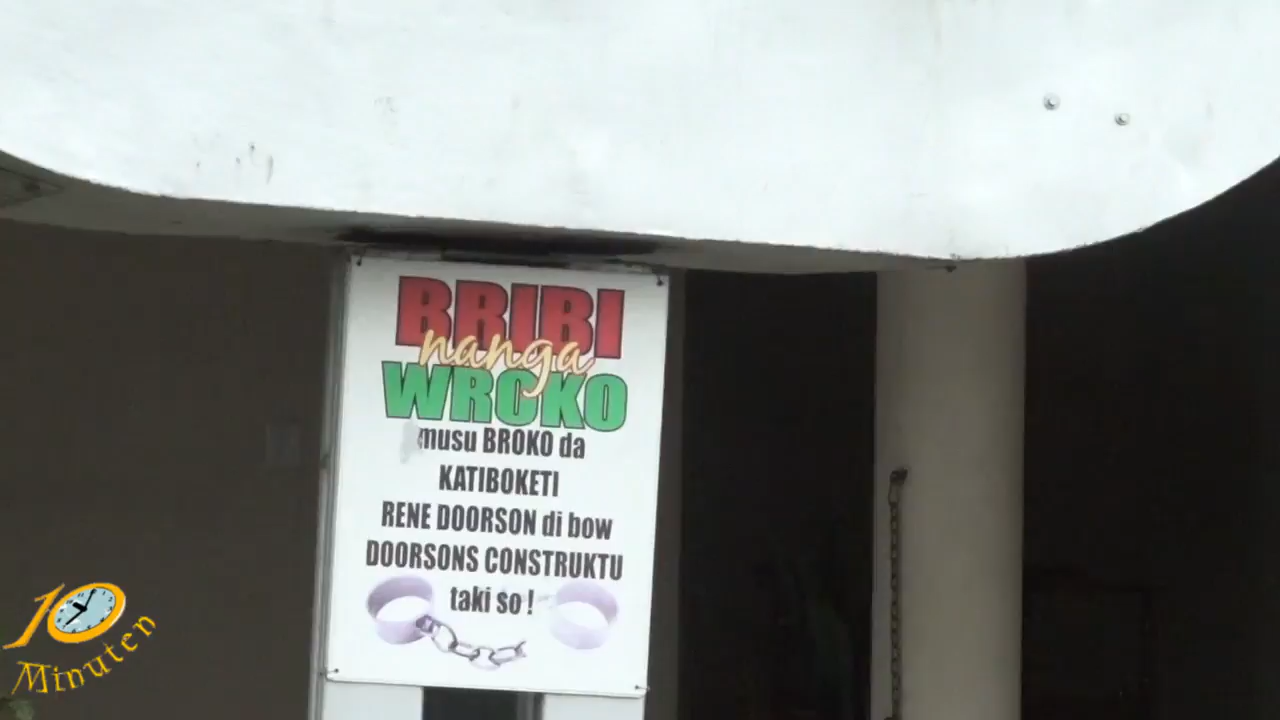 BRIBI
nanga
WROKO
musu BROKO da
KATIBOKETI
RENE DOORSON di bow
DOORSONS CONSTRUKTU
taki so !
10
Minuten